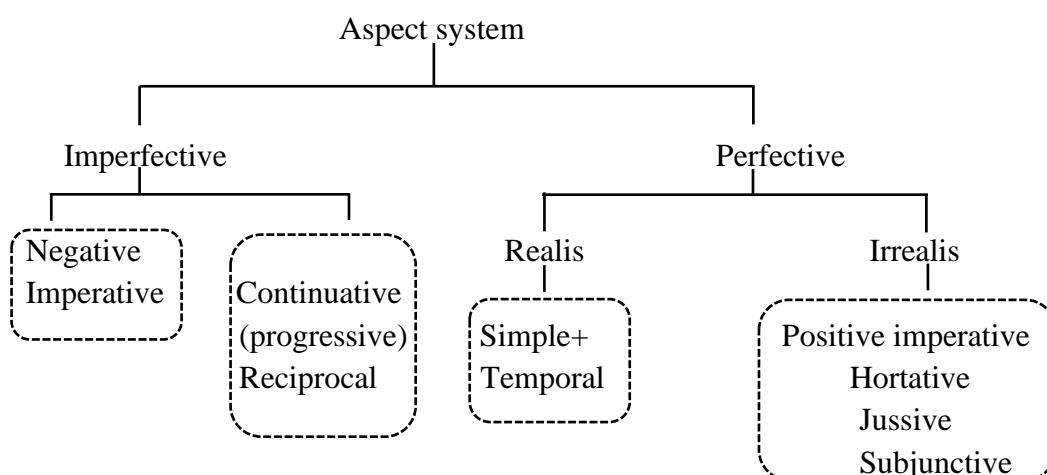 Aspect system
Imperfective
Perfective
Negative
Imperative
Continuative
(progressive)
Reciprocal
Realis
Irrealis
Simple+
Temporal
Positive imperative
Hortative
Jussive
Subjunctive